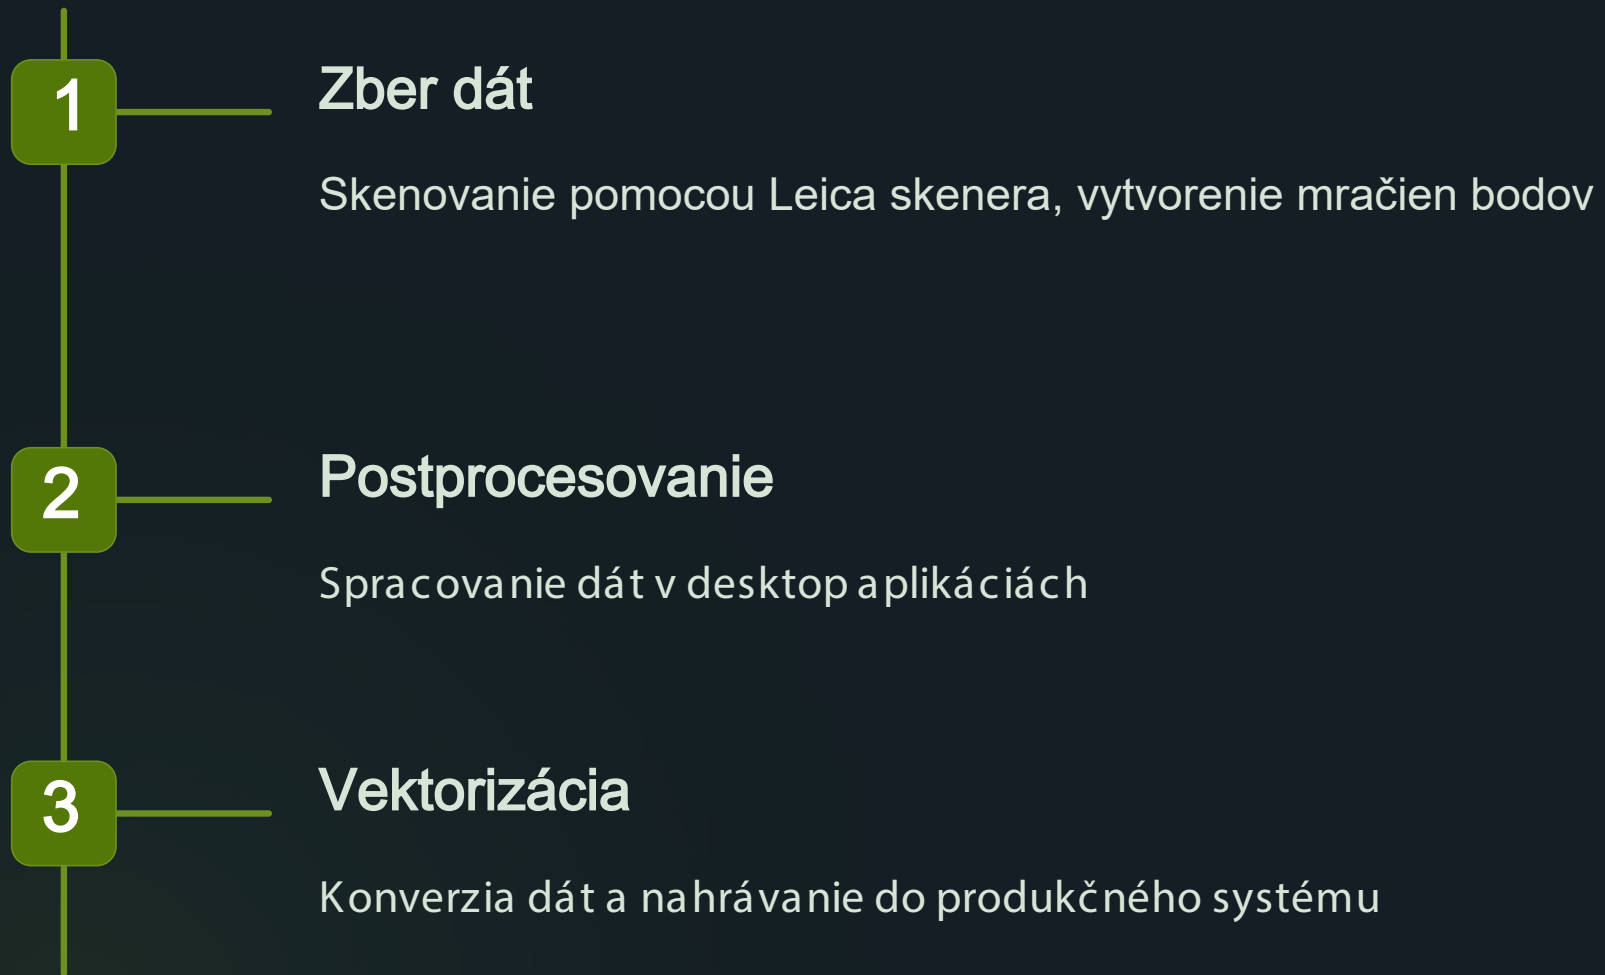 1
Zber dát
Skenovanie pomocou Leica skenera, vytvorenie mračien bodov
2
Postprocesovanie
Spracovanie dát v desktop aplikáciách
3
Vektorizácia
Konverzia dát a nahrávanie do produkčného systému